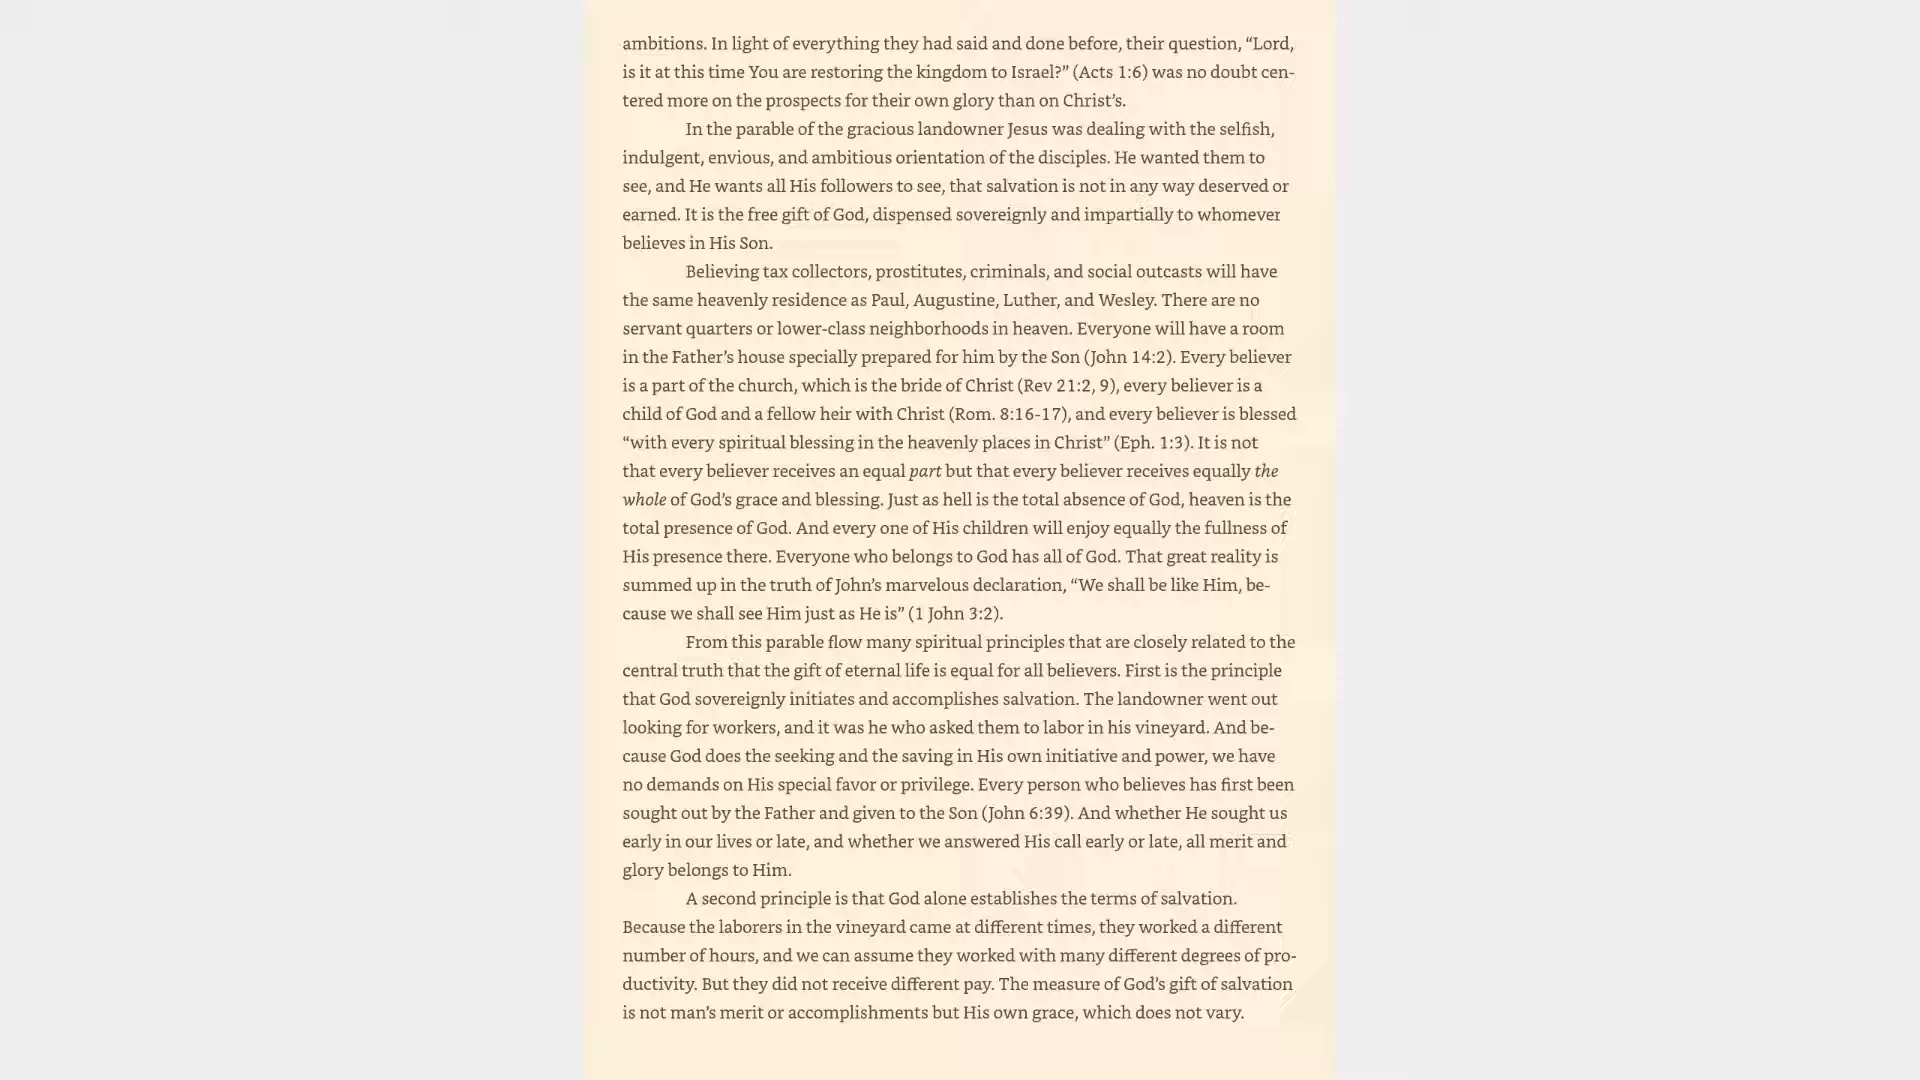 ambitions. In light of everything they had said and done before, their question, “Lord,
is it at this time You are restoring the kingdom to Israel?” (Acts 1:6) was no doubt cen-
tered more on the prospects for their own glory than on Christ’s.
In the parable of the gracious landowner Jesus was dealing with the selfish,
indulgent, envious, and ambitious orientation of the disciples. He wanted them to
see, and He wants all His followers to see, that salvation is not in any way deserved or
earned. It is the free gift of God, dispensed sovereignly and impartially to whomever
believes in His Son.
Believing tax collectors, prostitutes, criminals, and social outcasts will have
the same heavenly residence as Paul, Augustine, Luther, and Wesley. There are no
servant quarters or lower-class neighborhoods in heaven. Everyone will have a room
in the Father’s house specially prepared for him by the Son (John 14:2). Every believer
is a part of the church, which is the bride of Christ (Rev 21:2, 9), every believer is a
child of God and a fellow heir with Christ (Rom. 8:16-17), and every believer is blessed
“with every spiritual blessing in the heavenly places in Christ” (Eph. 1:3). It is not
that every believer receives an equal part but that every believer receives equally the
whole of God’s grace and blessing. Just as hell is the total absence of God, heaven is the
total presence of God. And every one of His children will enjoy equally the fullness of
His presence there. Everyone who belongs to God has all of God. That great reality is
summed up in the truth of John’s marvelous declaration, “We shall be like Him, be-
cause we shall see Him just as He is” (1 John 3:2).
From this parable flow many spiritual principles that are closely related to the
central truth that the gift of eternal life is equal for all believers. First is the principle
that God sovereignly initiates and accomplishes salvation. The landowner went out
looking for workers, and it was he who asked them to labor in his vineyard. And be-
cause God does the seeking and the saving in His own initiative and power, we have
no demands on His special favor or privilege. Every person who believes has first been
sought out by the Father and given to the Son (John 6:39). And whether He sought us
early in our lives or late, and whether we answered His call early or late, all merit and
glory belongs to Him.
A second principle is that God alone establishes the terms of salvation.
Because the laborers in the vineyard came at different times, they worked a different
number of hours, and we can assume they worked with many different degrees of pro-
ductivity. But they did not receive different pay. The measure of God’s gift of salvation
is not man’s merit or accomplishments but His own grace, which does not vary.